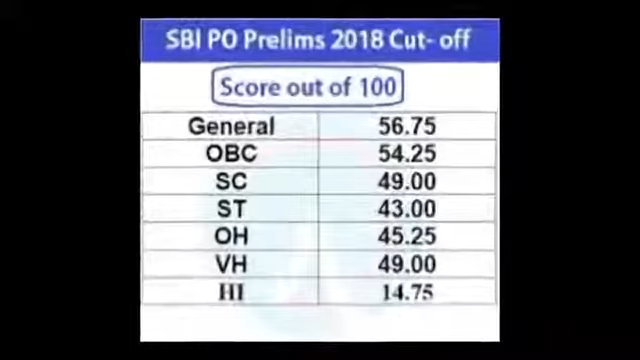 SBI PO Prelims 2018 Cut- off
Score out of 100
General 56.75
OBC 54.25
SC 49.00
ST 43.00
OH 45.25
VH 49.00
HI 14.75